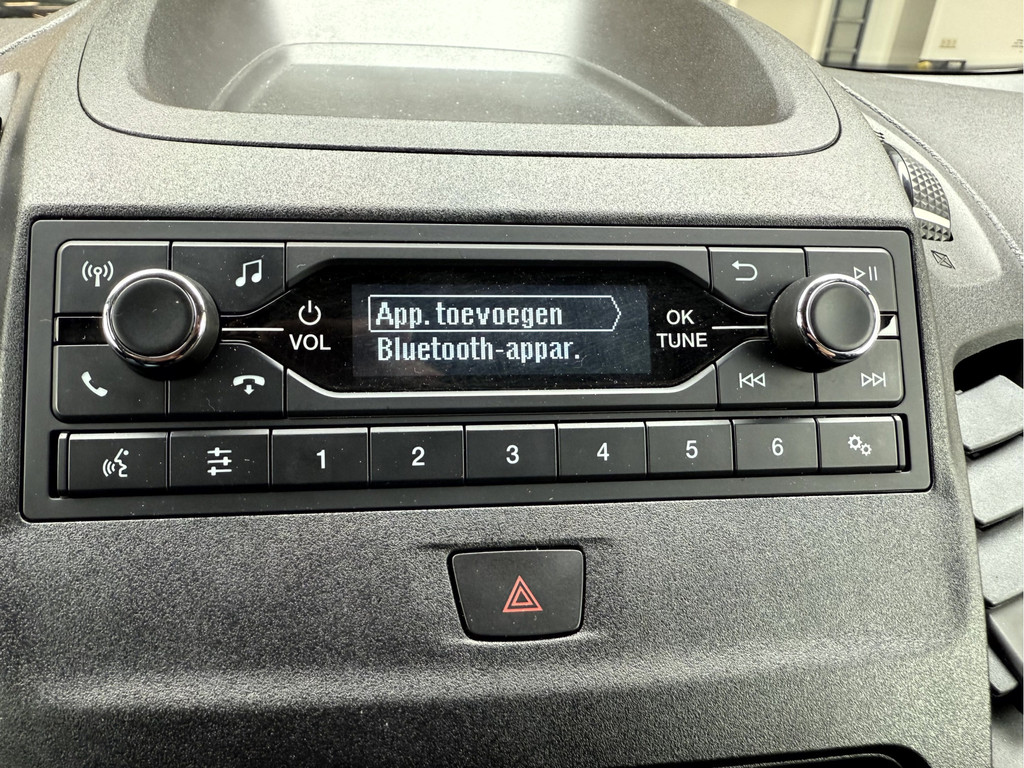 App. toevoegen
Bluetooth-appar.
VOL
OK
TUNE
1 2 3 4 5 6